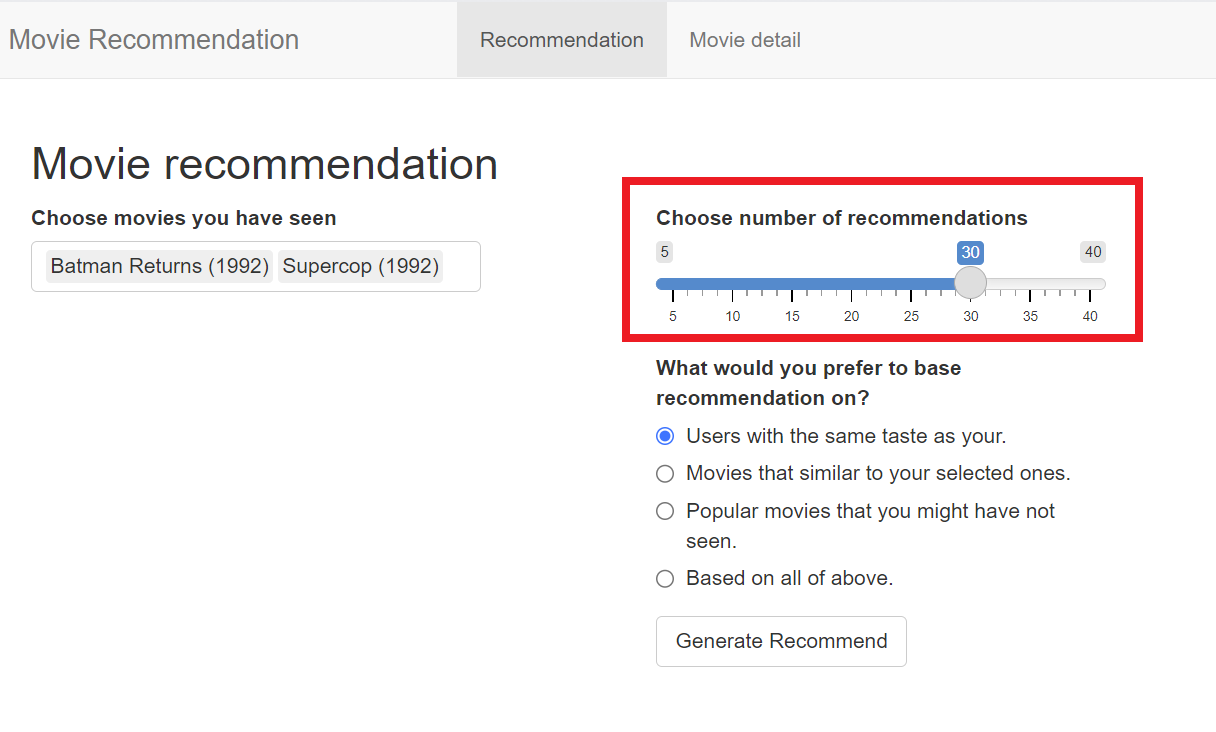 Movie Recommendation Recommendation Movie detail
Movie recommendation
Choose movies you have seen
Batman Returns (1992) Supercop (1992)
Choose number of recommendations
5 30 40
5 10 15 20 25 30 35 40
What would you prefer to base
recommendation on?
Users with the same taste as your.
Movies that similar to your selected ones.
Popular movies that you might have not
seen.
Based on all of above.
Generate Recommend